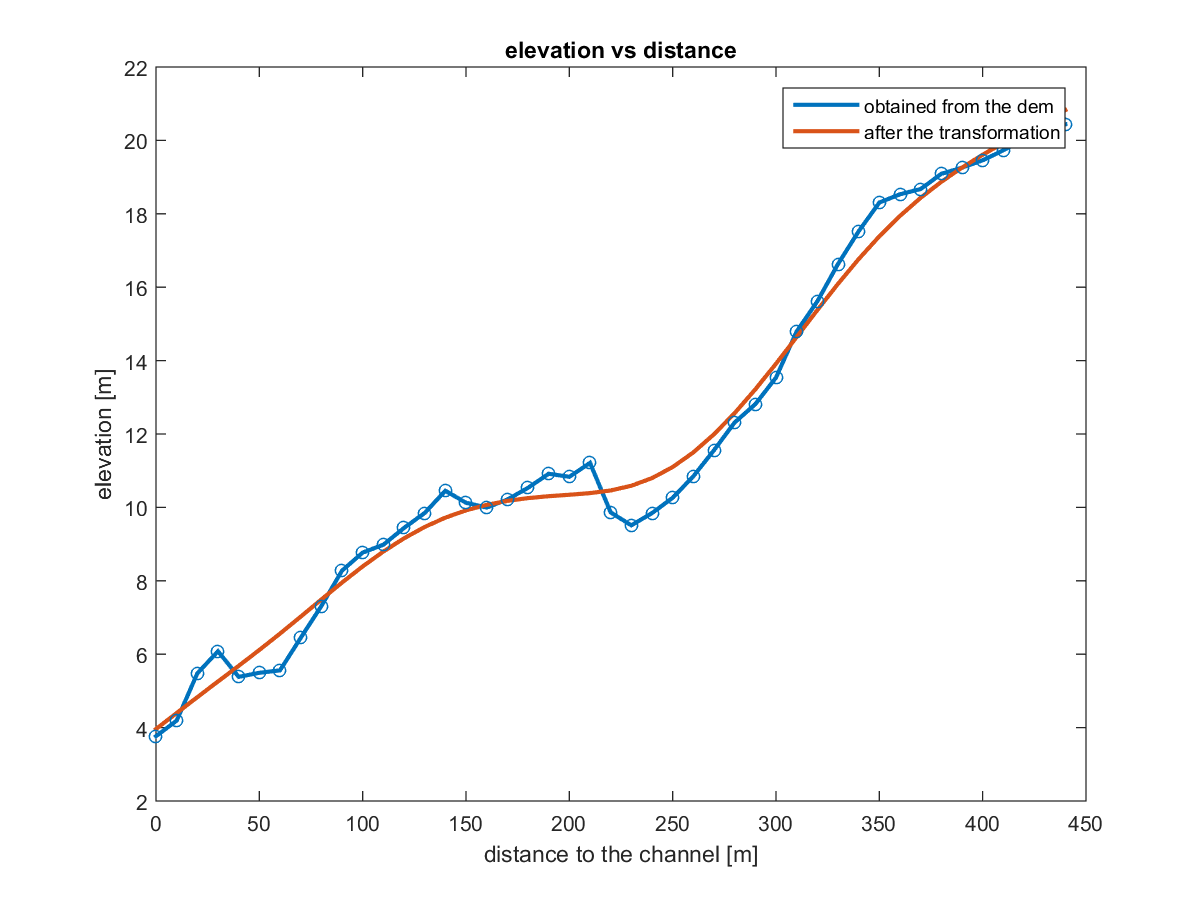 elevation vs distance
obtained from the dem
after the transformation
22
20
18
16
14
12
10
8
6
4
2
elevation [m]
0 50 100 150 200 250 300 350 400 450
distance to the channel [m]